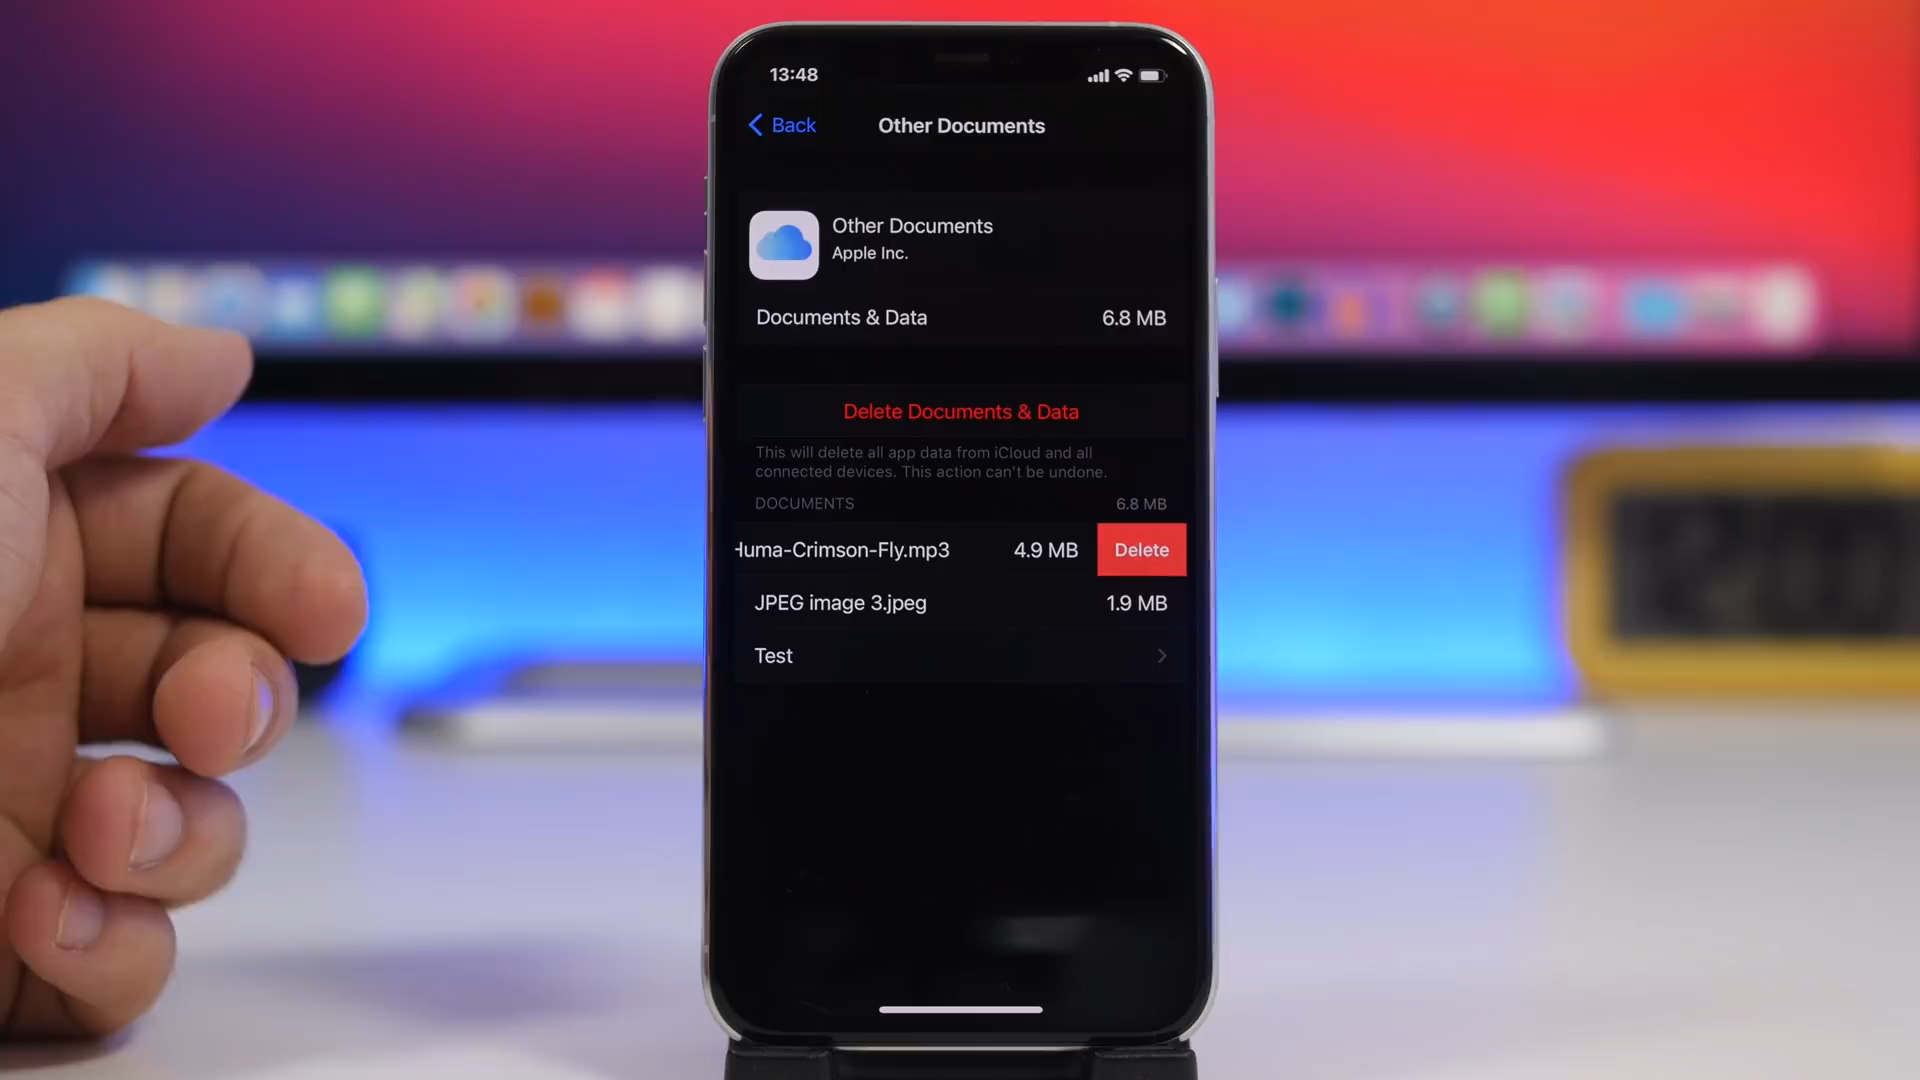 13:48
Back
Other Documents
Other Documents
Apple Inc.
Documents & Data
6.8 MB
Delete Documents & Data
This will delete all app data from iCloud and all
connected devices. This action can't be undone.
DOCUMENTS
6.8 MB
Huma-Crimson-Fly.mp3
4.9 MB
Delete
JPEG image 3.jpeg
1.9 MB
Test